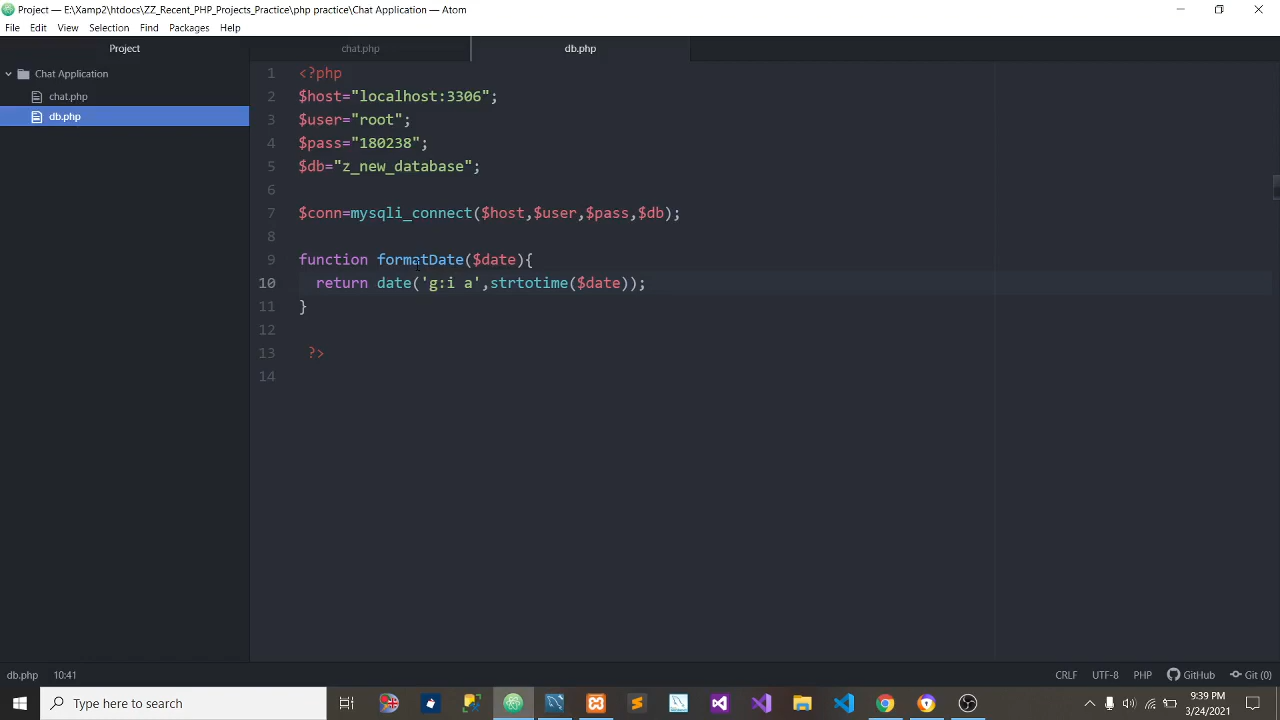 Project — E:\Xamp2\htdocs\ZZ_Recent_PHP_Projects_Practice\php practice\Chat Application — Atom
File Edit View Selection Find Packages Help
Project
chat.php
db.php
Chat Application
chat.php
db.php
1 <?php
2 $host="localhost:3306";
3 $user="root";
4 $pass="180238";
5 $db="z_new_database";
6
7 $conn=mysqli_connect($host,$user,$pass,$db);
8
9 function formatDate($date){
10 return date('g:i a',strtotime($date));
11 }
12
13 ?>
14
db.php 10:41 CRLF UTF-8 PHP GitHub Git (0)
Type here to search
9:39 PM
3/24/2021